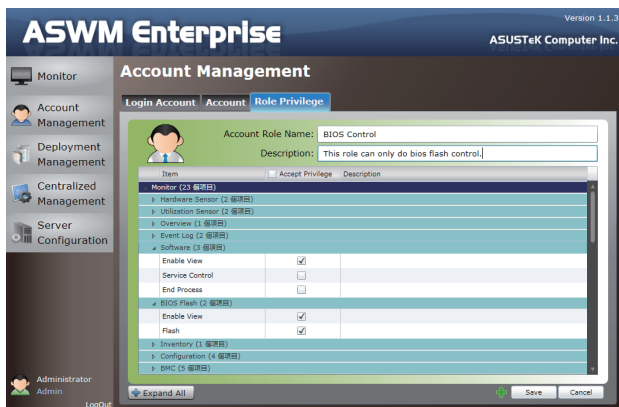 Version 1.1.3
ASWM Enterprise
ASUSTeK Computer Inc.
Monitor
Account Management
Deployment Management
Centralized Management
Server Configuration
Administrator
Admin
LogOut
Account Management
Login Account Account Role Privilege
Account Role Name: BIOS Control
Description: This role can only do bios flash control.
Item Accept Privilege Description
Monitor (23 個項目)
Hardware Sensor (2 個項目)
Utilization Sensor (2 個項目)
Overview (1 個項目)
Event Log (2 個項目)
Software (3 個項目)
Enable View
Service Control
End Process
BIOS Flash (2 個項目)
Enable View
Flash
Inventory (1 個項目)
Configuration (4 個項目)
BMC (5 個項目)
Expand All Save Cancel